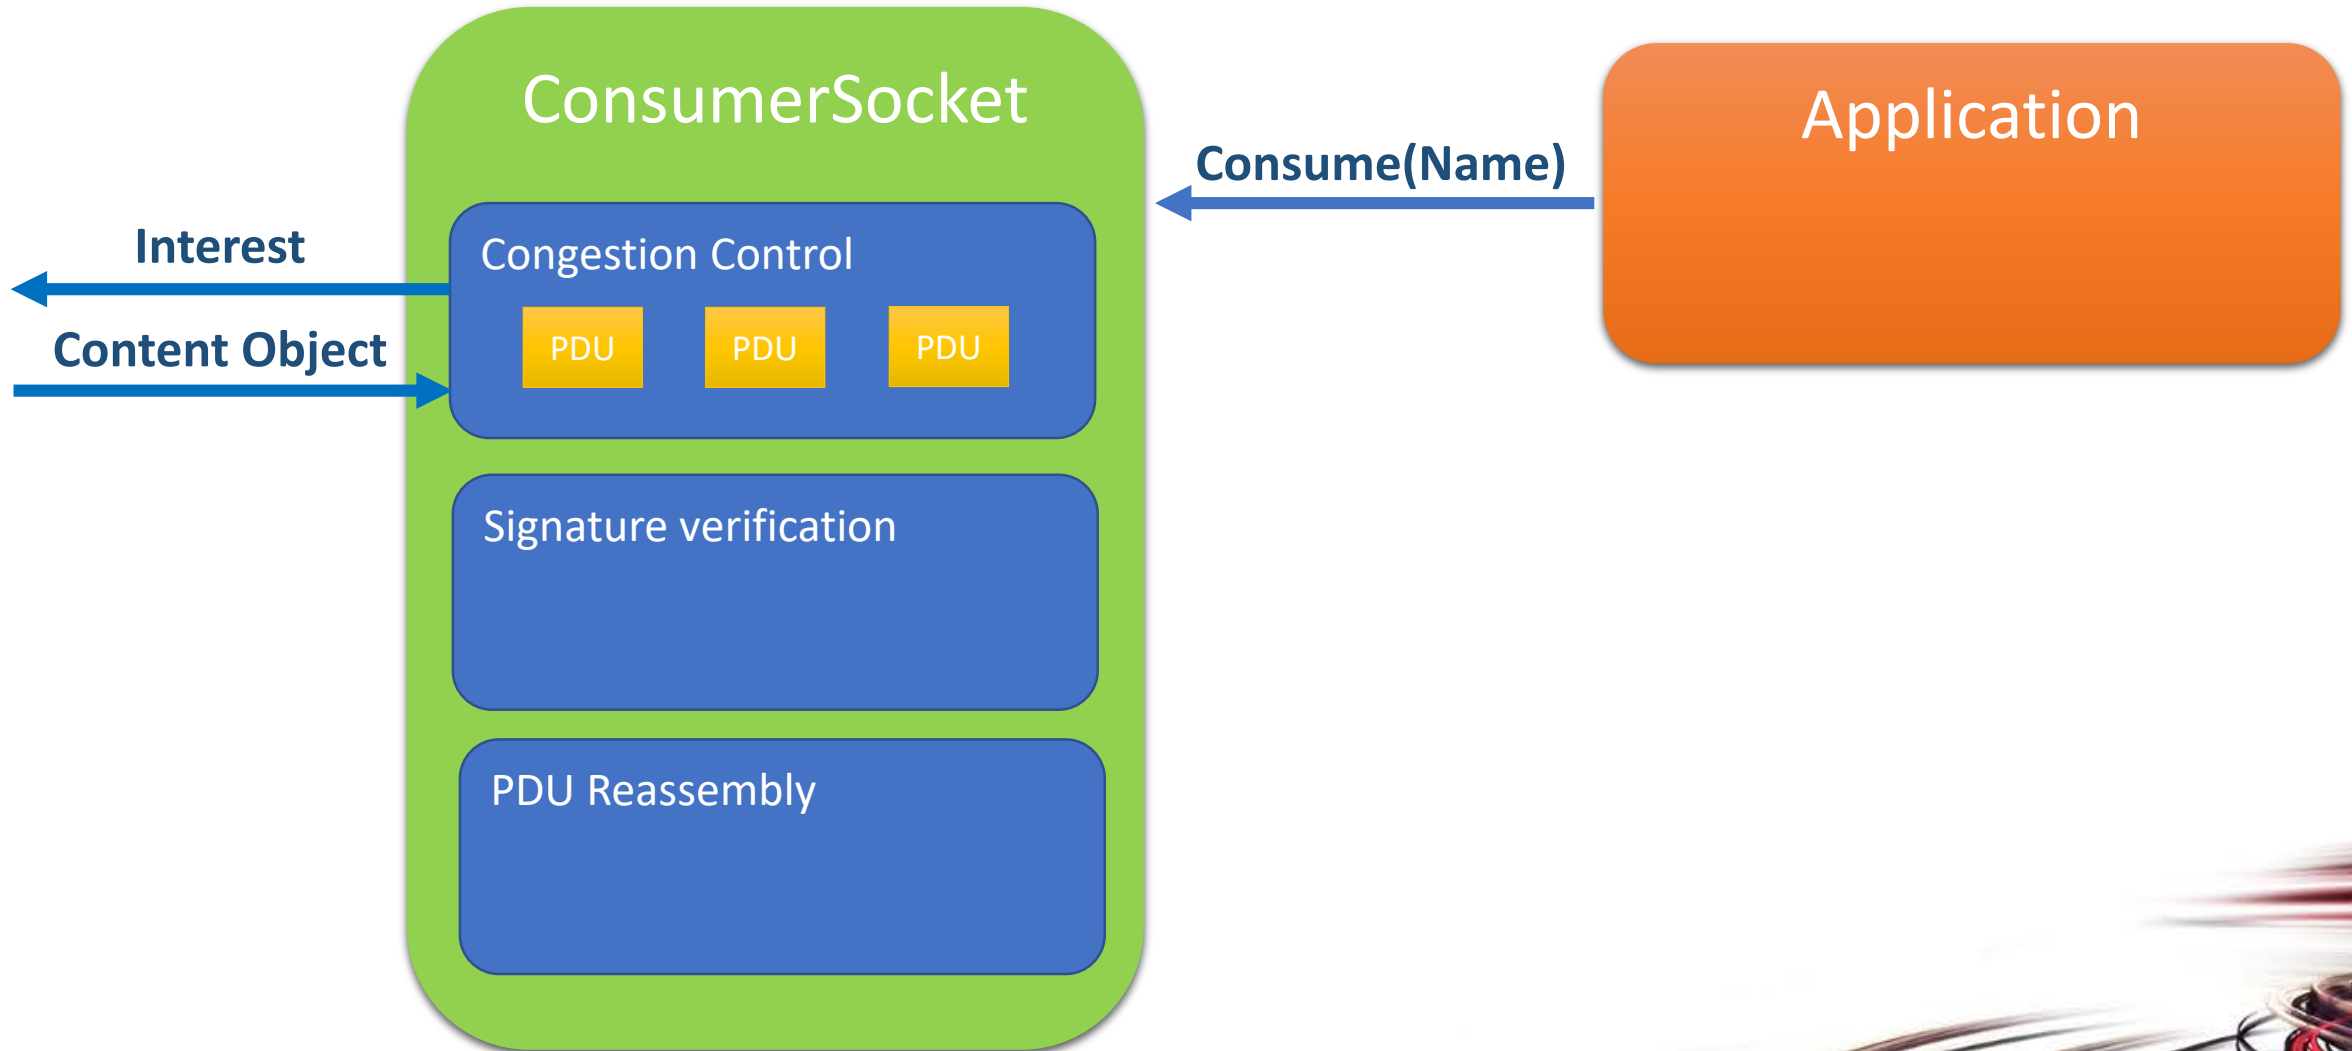 ConsumerSocket
Application
Consume(Name)
Interest
Congestion Control
Content Object
PDU
PDU
PDU
Signature verification
PDU Reassembly